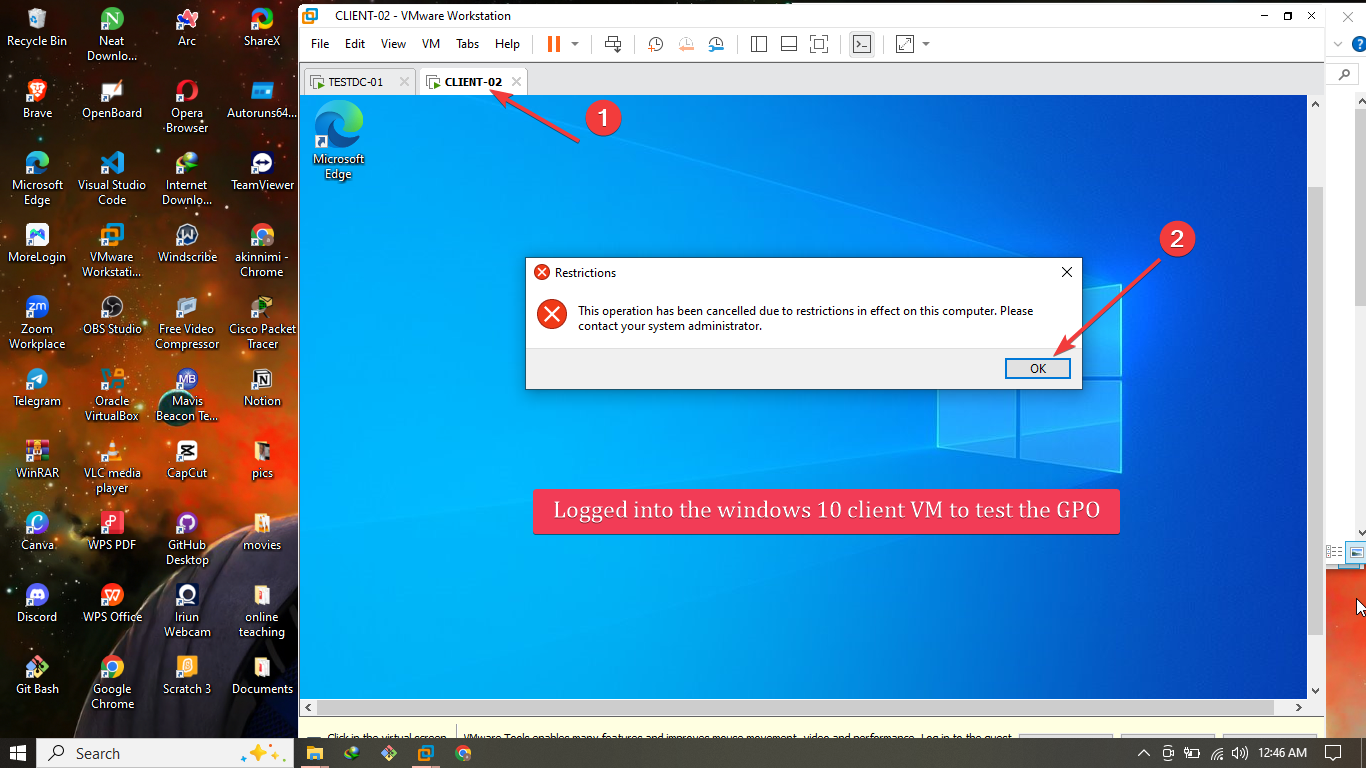 CLIENT-02 - VMware Workstation
File Edit View VM Tabs Help
TESTDC-01
CLIENT-02
1
Microsoft
Edge
2
Restrictions
This operation has been cancelled due to restrictions in effect on this computer. Please
contact your system administrator.
OK
Logged into the windows 10 client VM to test the GPO
Recycle Bin
Neat
Downlo...
Arc
ShareX
Brave
OpenBoard
Opera
Browser
Autoruns64...
Microsoft
Edge
Visual Studio
Code
Internet
Downlo...
TeamViewer
MoreLogin
VMware
Workstati...
Windscribe
akinnimi -
Chrome
Zoom
Workplace
OBS Studio
Free Video
Compressor
Cisco Packet
Tracer
Telegram
Oracle
VirtualBox
Mavis
Beacon Te...
Notion
WinRAR
VLC media
player
CapCut
pics
Canva
WPS PDF
GitHub
Desktop
movies
Discord
WPS Office
Iriun
Webcam
online
teaching
Git Bash
Google
Chrome
Scratch 3
Documents
Click in the virtual screen
VMware Tools enables many features and improves mouse movement, video and performance. Log in to the guest
Search
12:46 AM